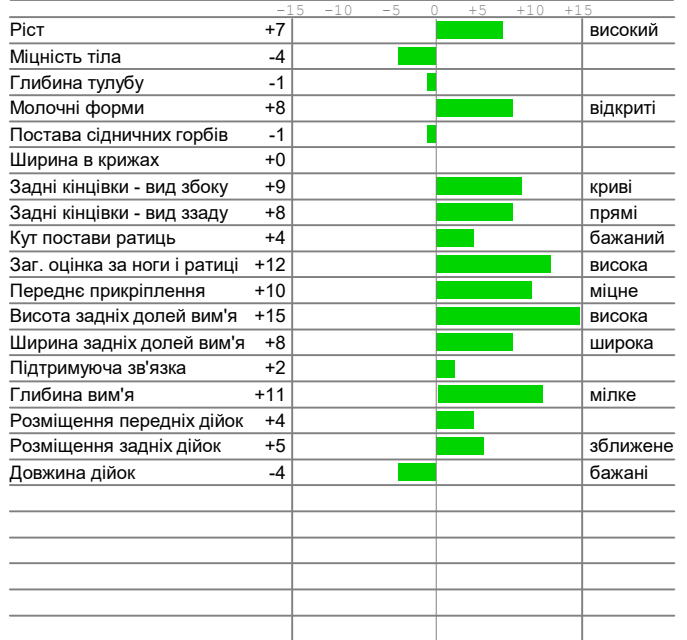 -15 -10 -5 0 +5 +10 +15
Ріст +7 високий
Міцність тіла -4
Глибина тулубу -1
Молочні форми +8 відкриті
Постава сідничних горбів -1
Ширина в крижах +0
Задні кінцівки - вид збоку +9 криві
Задні кінцівки - вид ззаду +8 прямі
Кут постави ратиць +4 бажаний
Заг. оцінка за ноги і ратиці +12 висока
Переднє прикріплення +10 міцне
Висота задніх долей вим'я +15 висока
Ширина задніх долей вим'я +8 широка
Підтримуюча зв'язка +2
Глибина вим'я +11 мілке
Розміщення передніх дійок +4
Розміщення задніх дійок +5 зближене
Довжина дійок -4 бажані